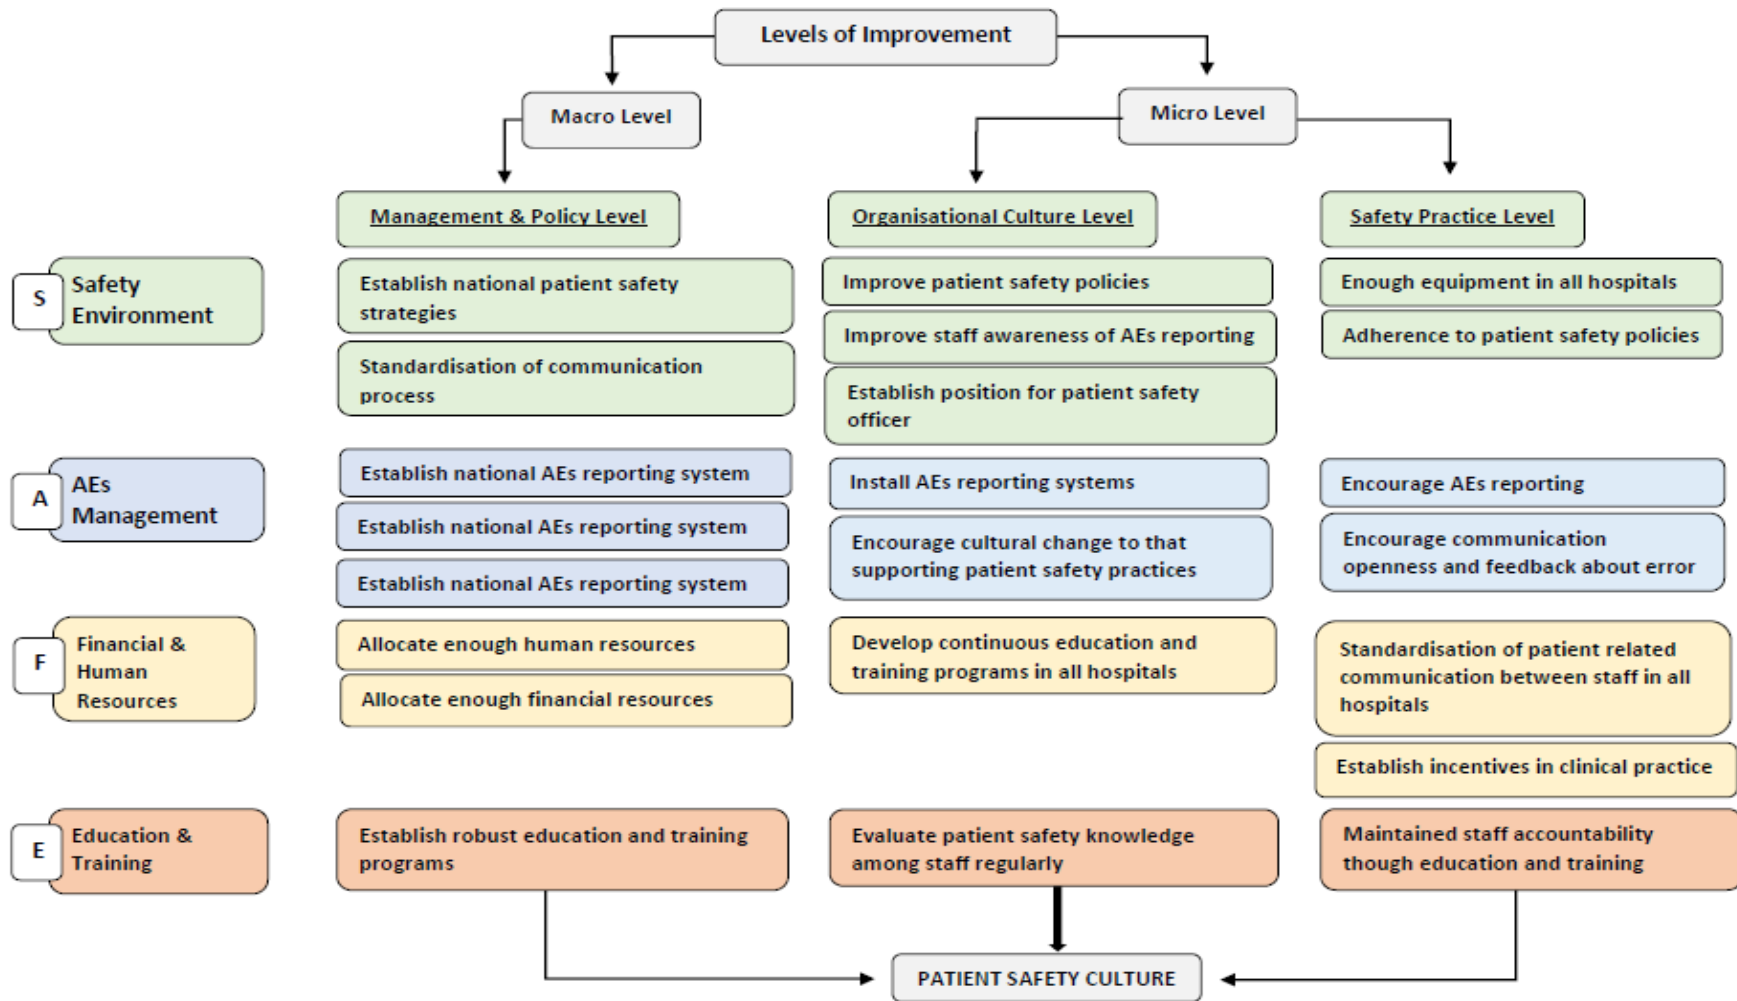 Levels of Improvement
Macro Level
Micro Level
Management & Policy Level
Organisational Culture Level
Safety Practice Level
S
Safety
Environment
Establish national patient safety
strategies
Standardisation of communication
process
Improve patient safety policies
Improve staff awareness of AEs reporting
Establish position for patient safety
officer
Enough equipment in all hospitals
Adherence to patient safety policies
A
AEs
Management
Establish national AEs reporting system
Establish national AEs reporting system
Establish national AEs reporting system
Install AEs reporting systems
Encourage cultural change to that
supporting patient safety practices
Encourage AEs reporting
Encourage communication
openness and feedback about error
F
Financial &
Human
Resources
Allocate enough human resources
Allocate enough financial resources
Develop continuous education and
training programs in all hospitals
Standardisation of patient related
communication between staff in all
hospitals
Establish incentives in clinical practice
E
Education &
Training
Establish robust education and training
programs
Evaluate patient safety knowledge
among staff regularly
Maintained staff accountability
though education and training
PATIENT SAFETY CULTURE